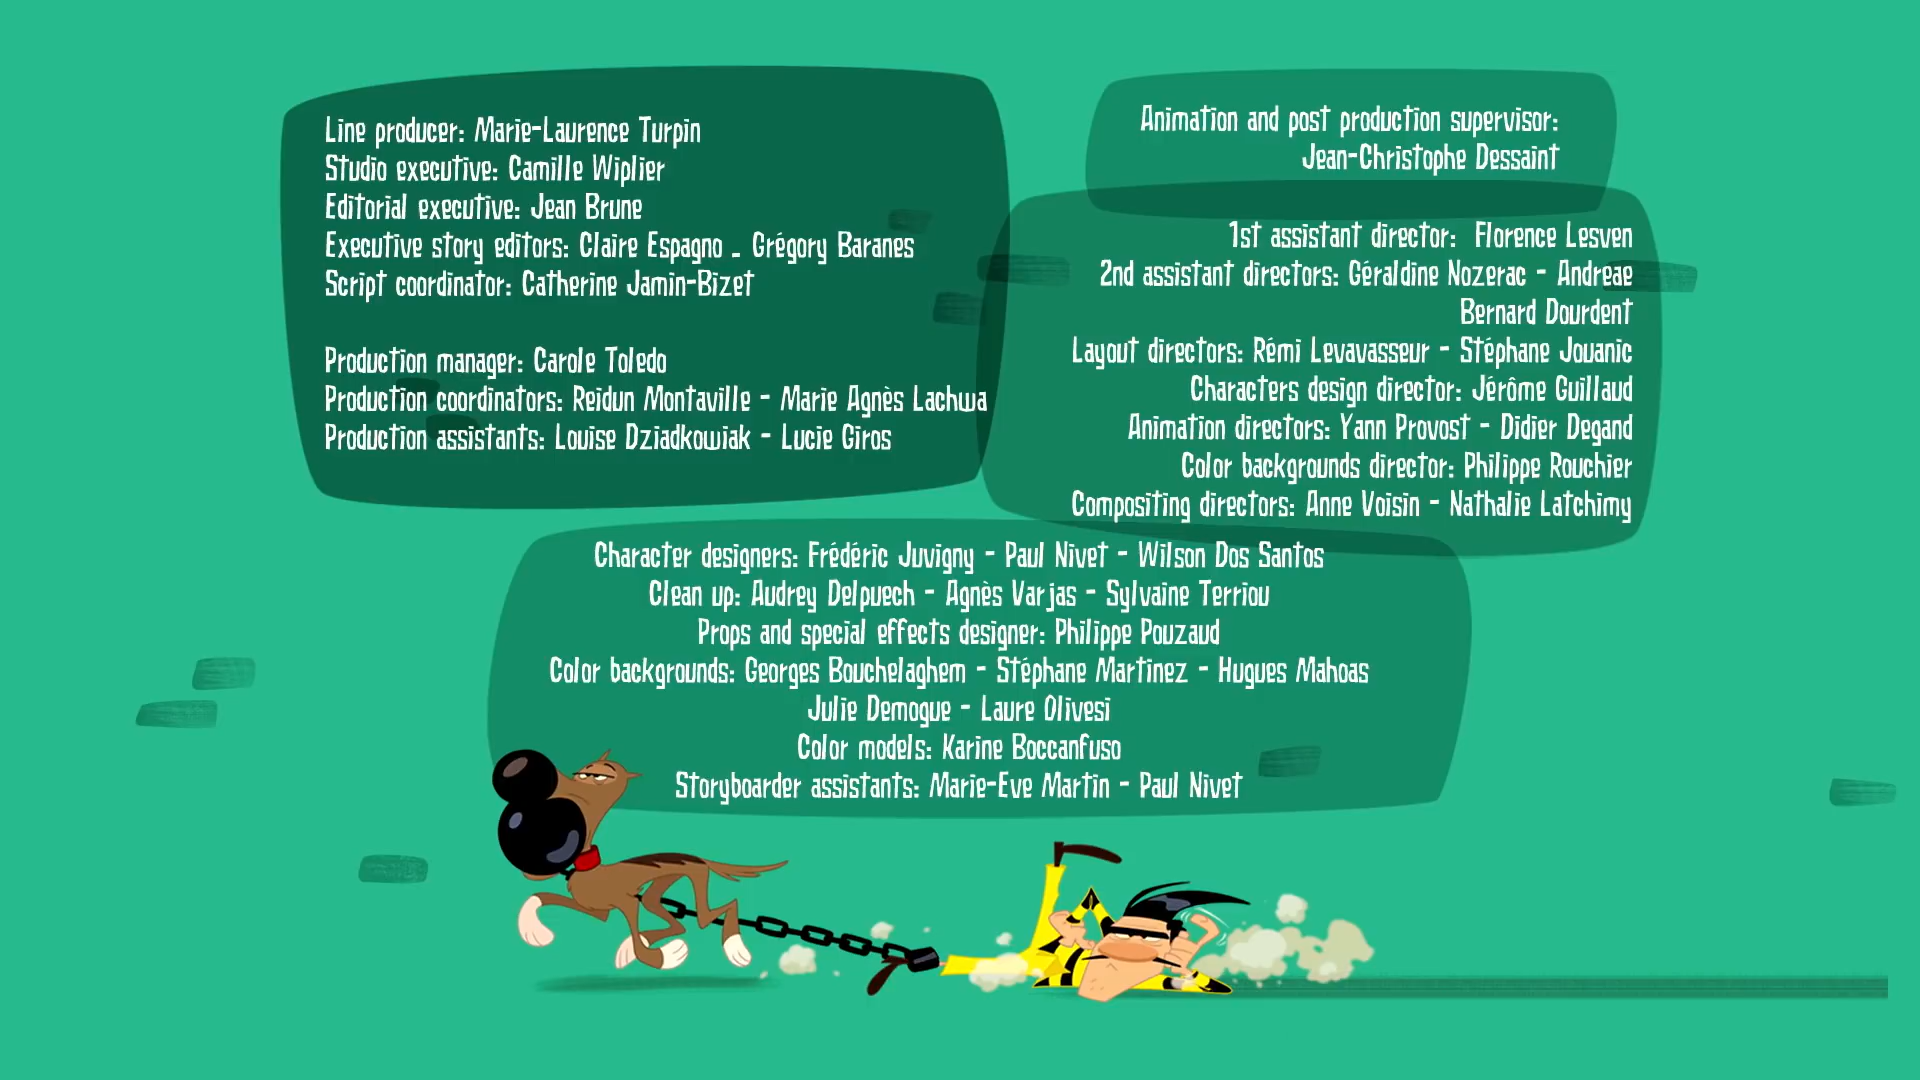 Line producer: Marie-Laurence Turpin
Studio executive: Camille Wiplier
Editorial executive: Jean Brune
Executive story editors: Claire Espagno - Grégory Baranes
Script coordinator: Catherine Jamin-Bizet
Production manager: Carole Toledo
Production coordinators: Reidun Montaville - Marie Agnès Lachwa
Production assistants: Louise Dziadkowiak - Lucie Giros
Animation and post production supervisor:
Jean-Christophe Dessaint
1st assistant director: Florence Lesven
2nd assistant directors: Géraldine Nozerac - Andreae
Bernard Dourdent
Layout directors: Rémi Levavasseur - Stéphane Jouanic
Characters design director: Jérôme Guillaud
Animation directors: Yann Provost - Didier Degand
Color backgrounds director: Philippe Rouchier
Compositing directors: Anne Voisin - Nathalie Latchimy
Character designers: Frédéric Juvigny - Paul Nivet - Wilson Dos Santos
Clean up: Audrey Delpuech - Agnès Varjas - Sylvaine Terriou
Props and special effects designer: Philippe Pouzaud
Color backgrounds: Georges Bouchelaghem - Stéphane Martinez - Hugues Mahoas
Julie Demogue - Laure Olivesi
Color models: Karine Boccanfuso
Storyboarder assistants: Marie-Eve Martin - Paul Nivet